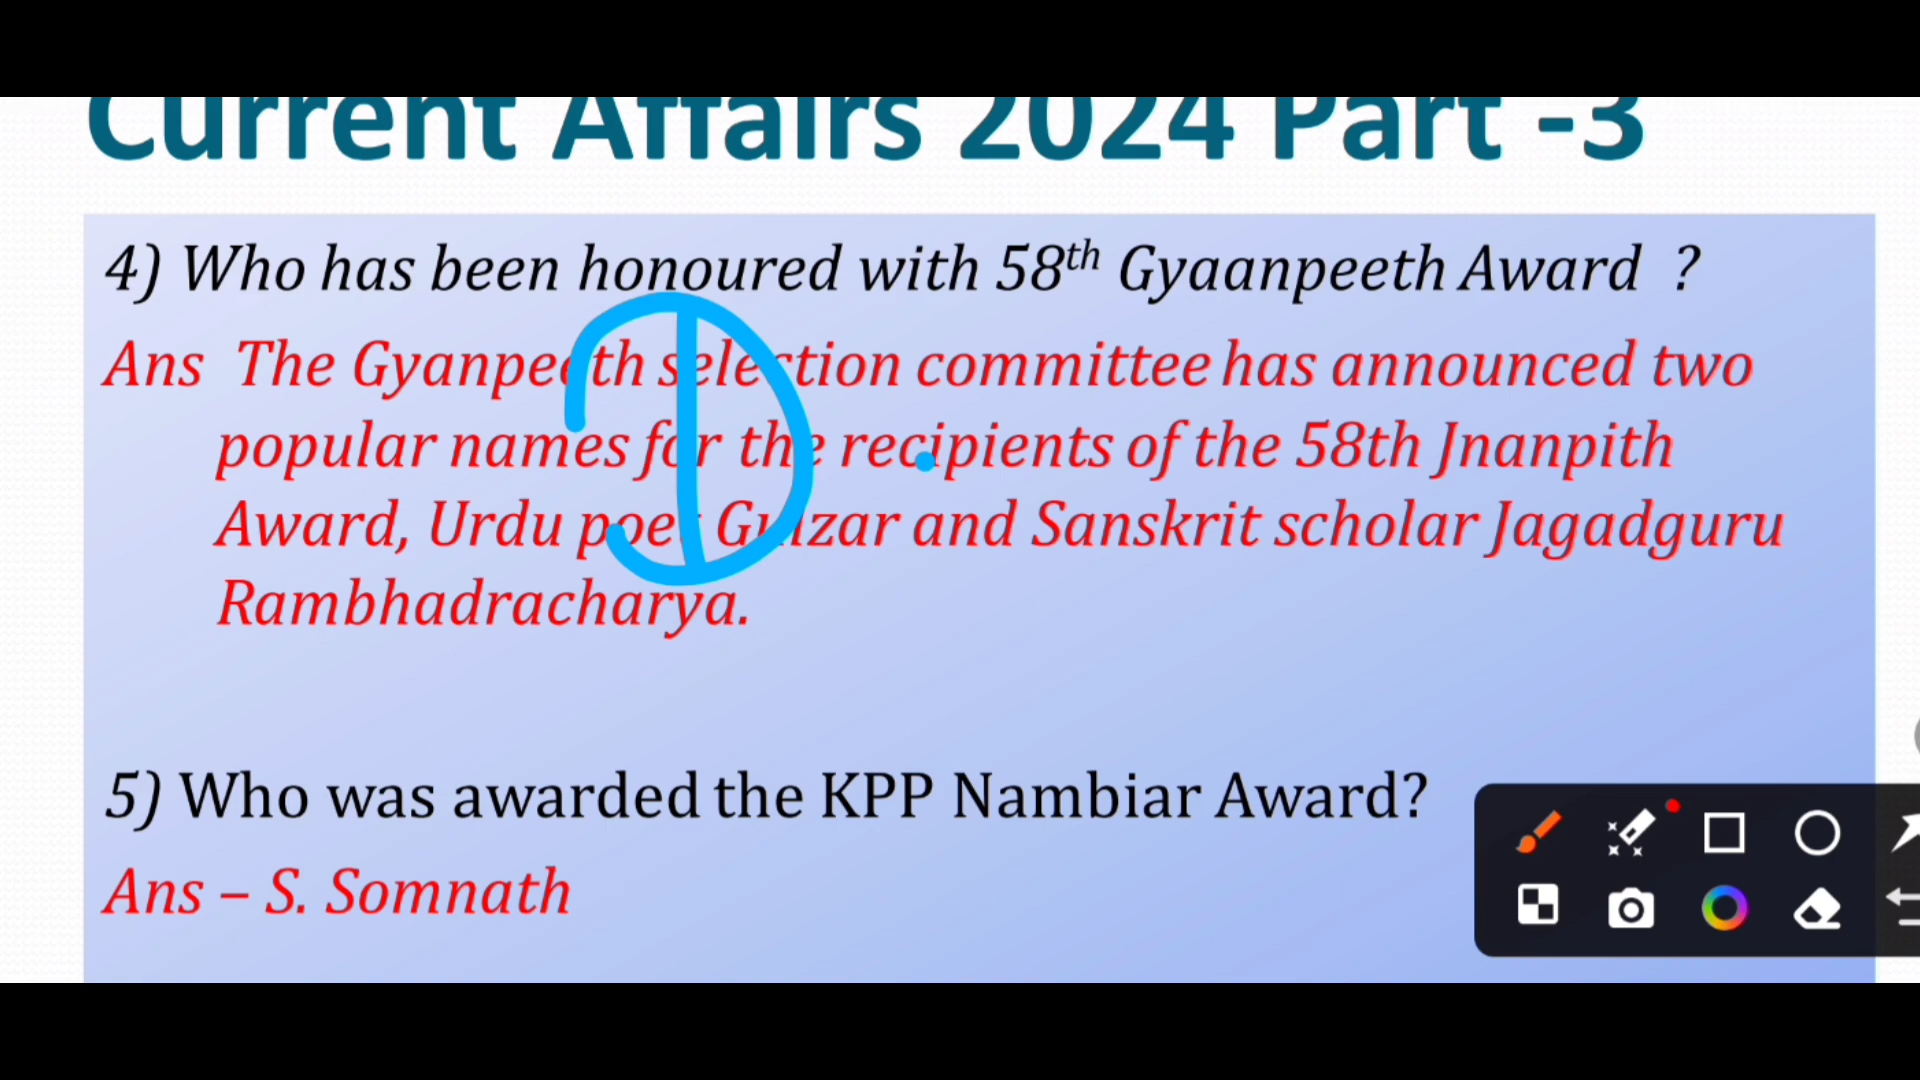 Current Affairs 2024 Part -3
4) Who has been honoured with 58th Gyaanpeeth Award ?
Ans The Gyanpeeth selection committee has announced two
popular names for the recipients of the 58th Jnanpith
Award, Urdu poet Gulzar and Sanskrit scholar Jagadguru
Rambhadracharya.
5) Who was awarded the KPP Nambiar Award?
Ans – S. Somnath